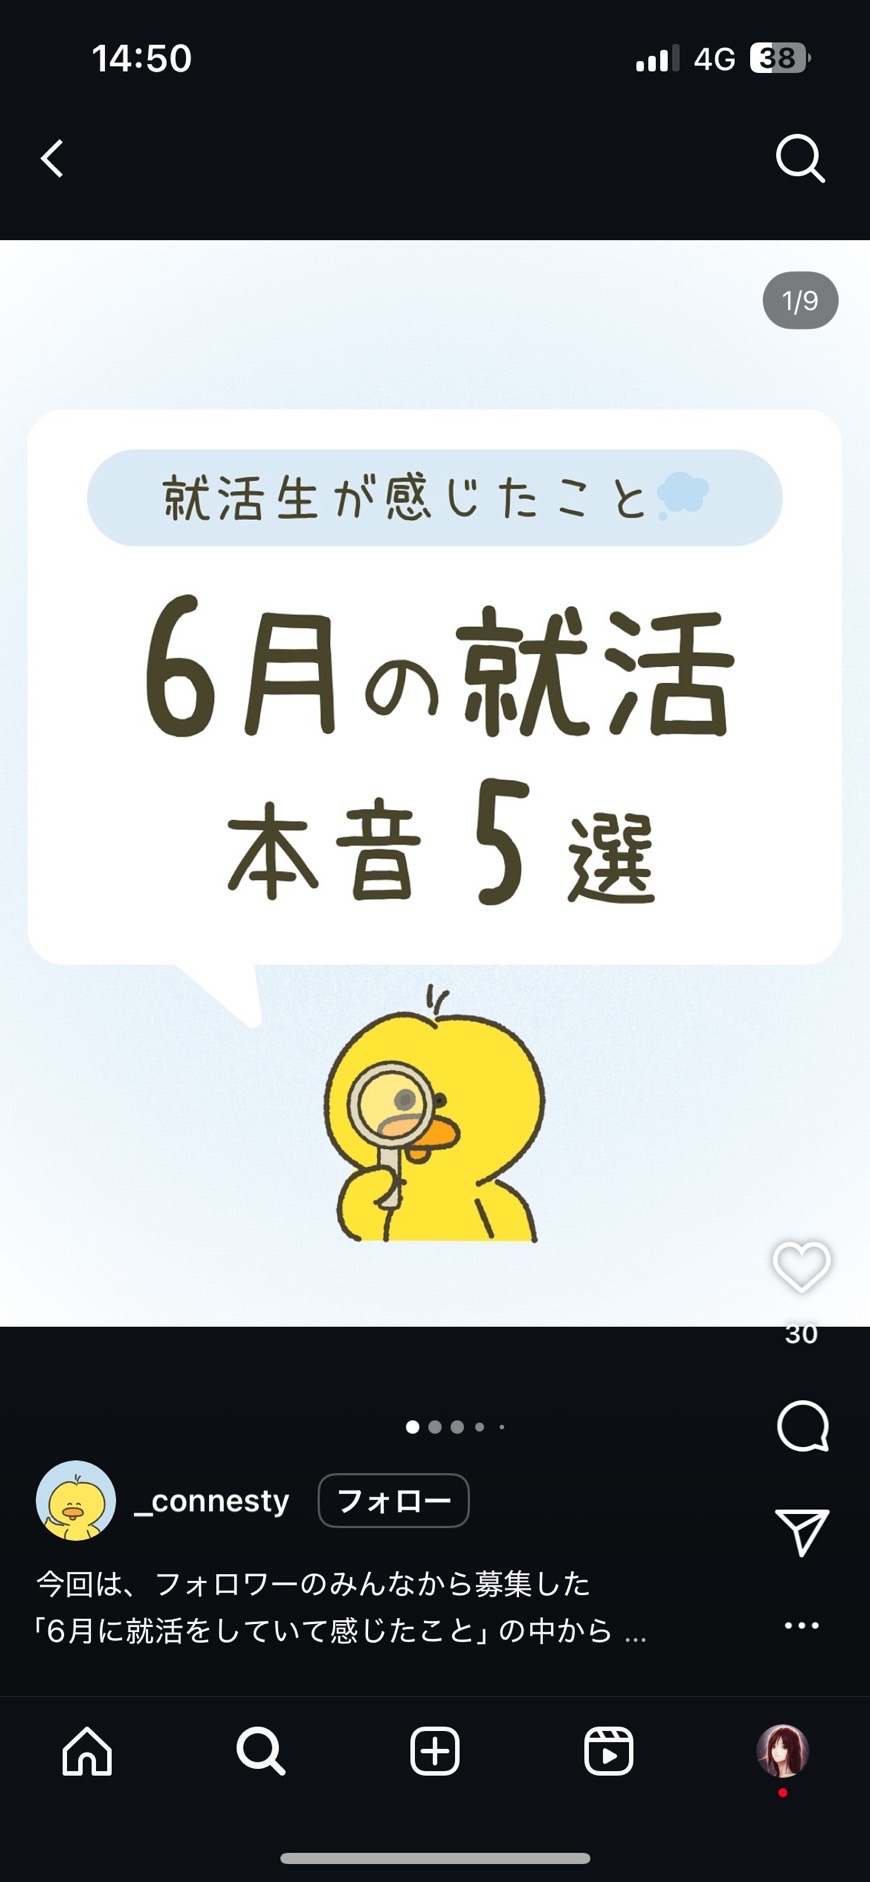 14:50
4G 38
1/9
就活生が感じたこと
6月の就活
本音5選
30
_connesty フォロー
今回は、フォロワーのみんなから募集した
「6月に就活をしていて感じたこと」の中から ...